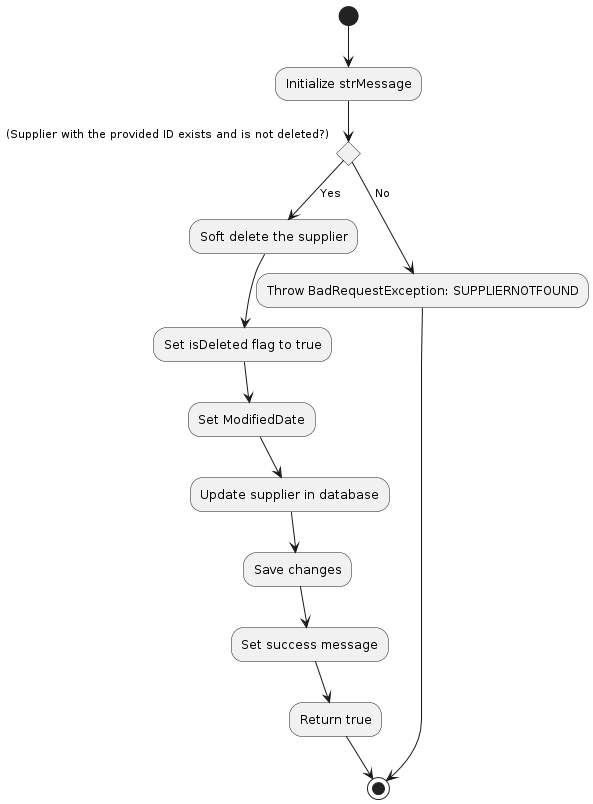 Initialize strMessage
(Supplier with the provided ID exists and is not deleted?)
Yes
No
Soft delete the supplier
Throw BadRequestException: SUPPLIERNOTFOUND
Set isDeleted flag to true
Set ModifiedDate
Update supplier in database
Save changes
Set success message
Return true